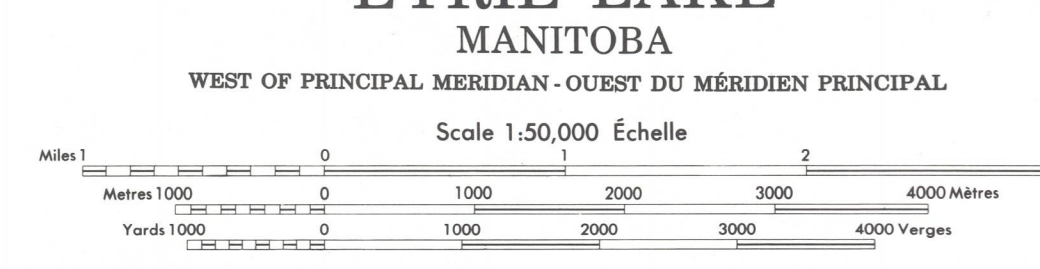 LAKE
MANITOBA
WEST OF PRINCIPAL MERIDIAN - OUEST DU MÉRIDIEN PRINCIPAL
Scale 1:50,000 Échelle
Miles 1 0 1 2
Metres 1000 0 1000 2000 3000 4000 Mètres
Yards 1000 0 1000 2000 3000 4000 Verges